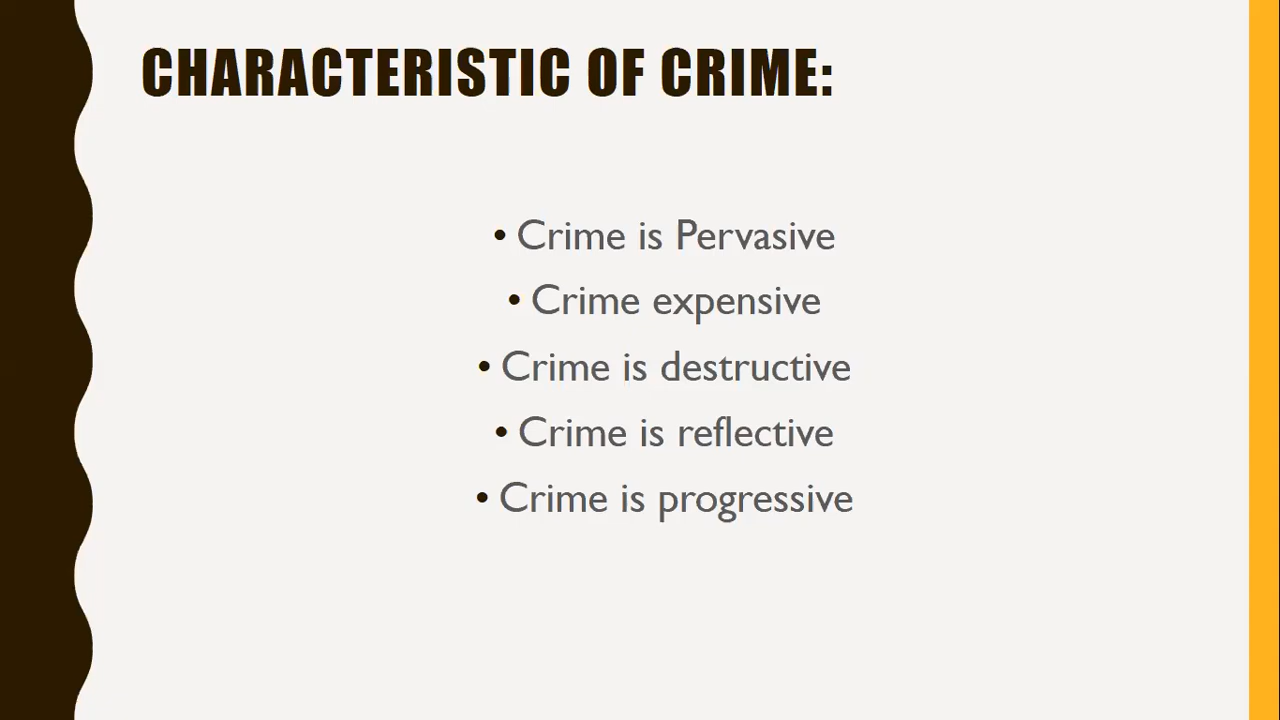 CHARACTERISTIC OF CRIME:
• Crime is Pervasive
• Crime expensive
• Crime is destructive
• Crime is reflective
• Crime is progressive